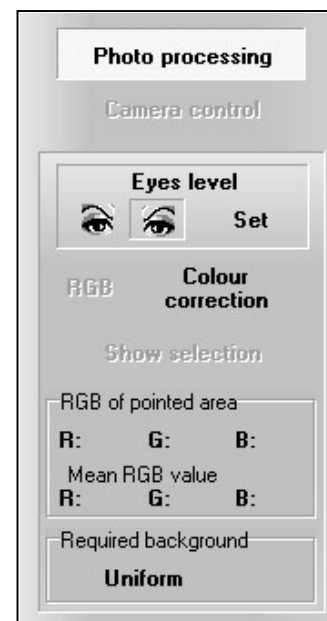 Photo processing
Camera control
Eyes level
Set
RGB
Colour
correction
Show selection
RGB of pointed area
R: G: B:
Mean RGB value
R: G: B:
Required background
Uniform